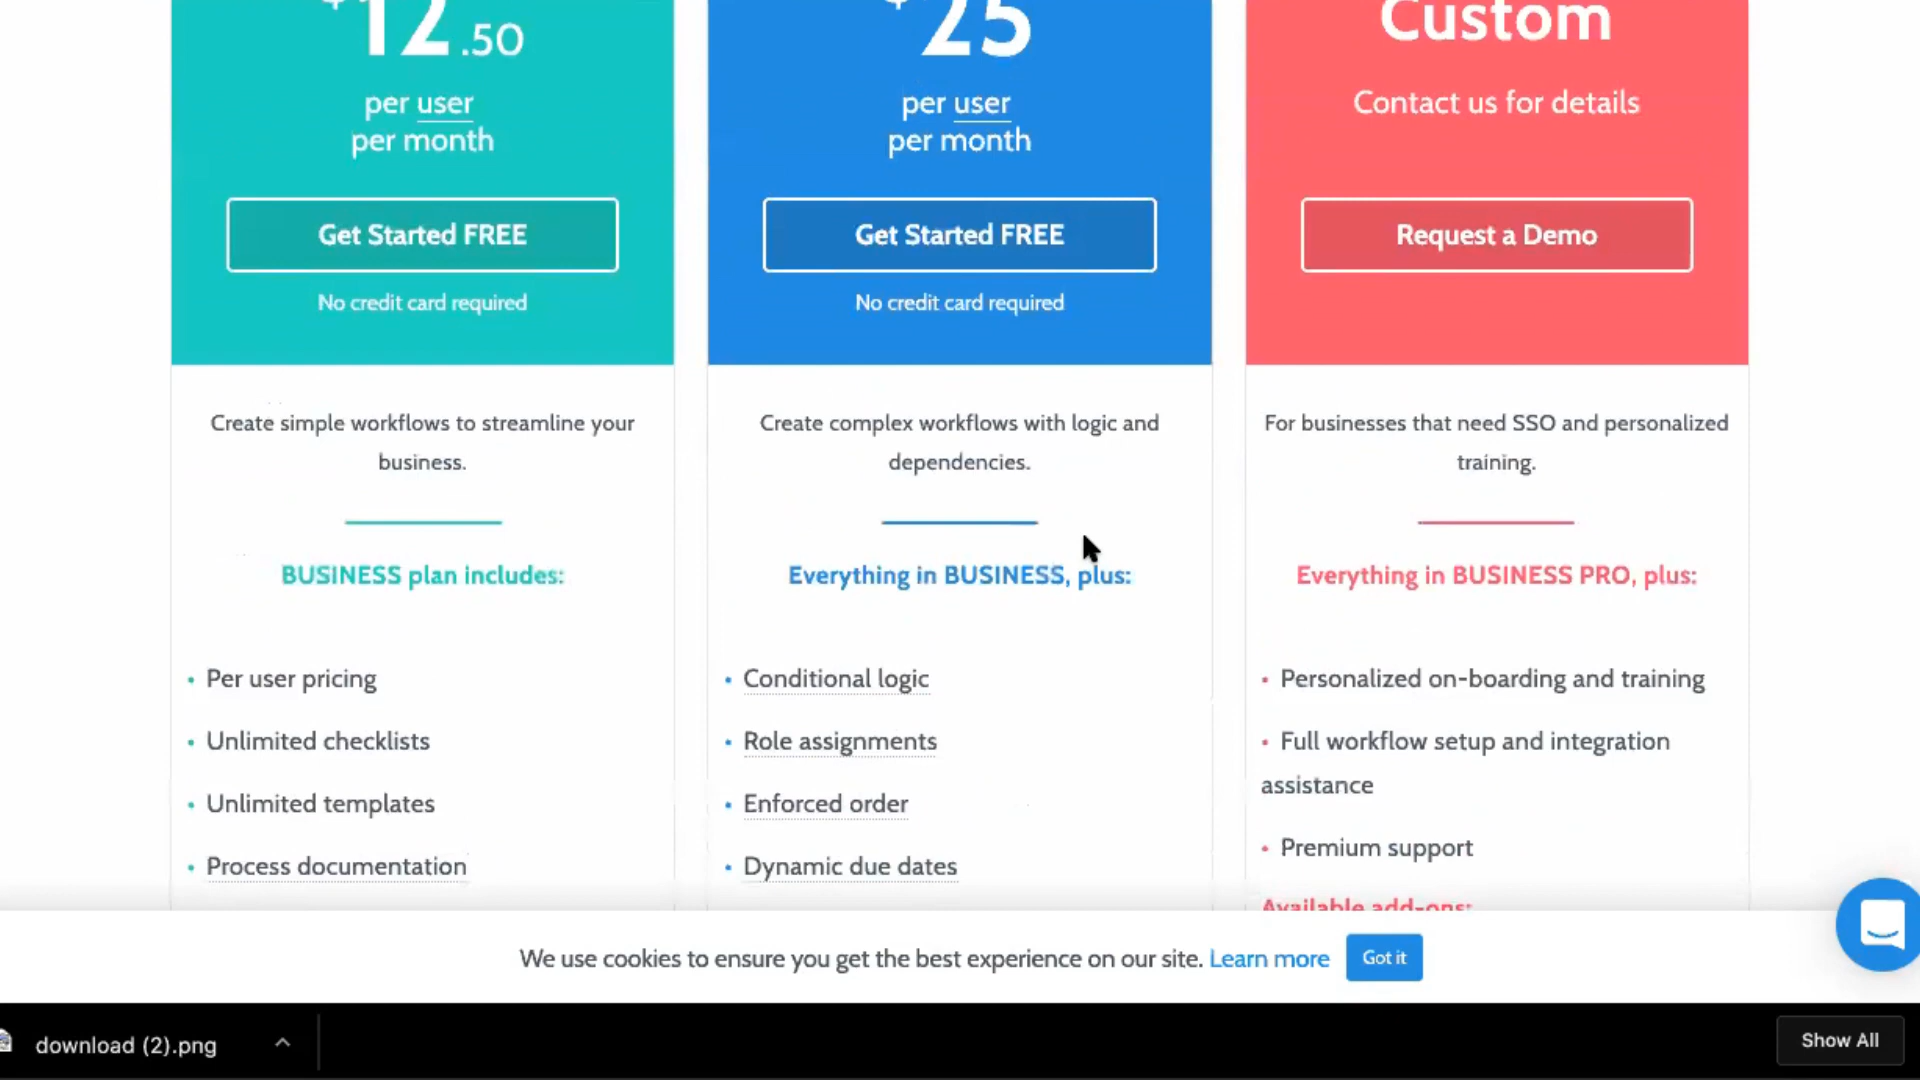 $12.50
per user
per month
Get Started FREE
No credit card required
Create simple workflows to streamline your
business.
BUSINESS plan includes:
• Per user pricing
• Unlimited checklists
• Unlimited templates
• Process documentation
$25
per user
per month
Get Started FREE
No credit card required
Create complex workflows with logic and
dependencies.
Everything in BUSINESS, plus:
• Conditional logic
• Role assignments
• Enforced order
• Dynamic due dates
Custom
Contact us for details
Request a Demo
For businesses that need SSO and personalized
training.
Everything in BUSINESS PRO, plus:
• Personalized on-boarding and training
• Full workflow setup and integration
assistance
• Premium support
Available add-ons:
We use cookies to ensure you get the best experience on our site. Learn more Got it
download (2).png
Show All